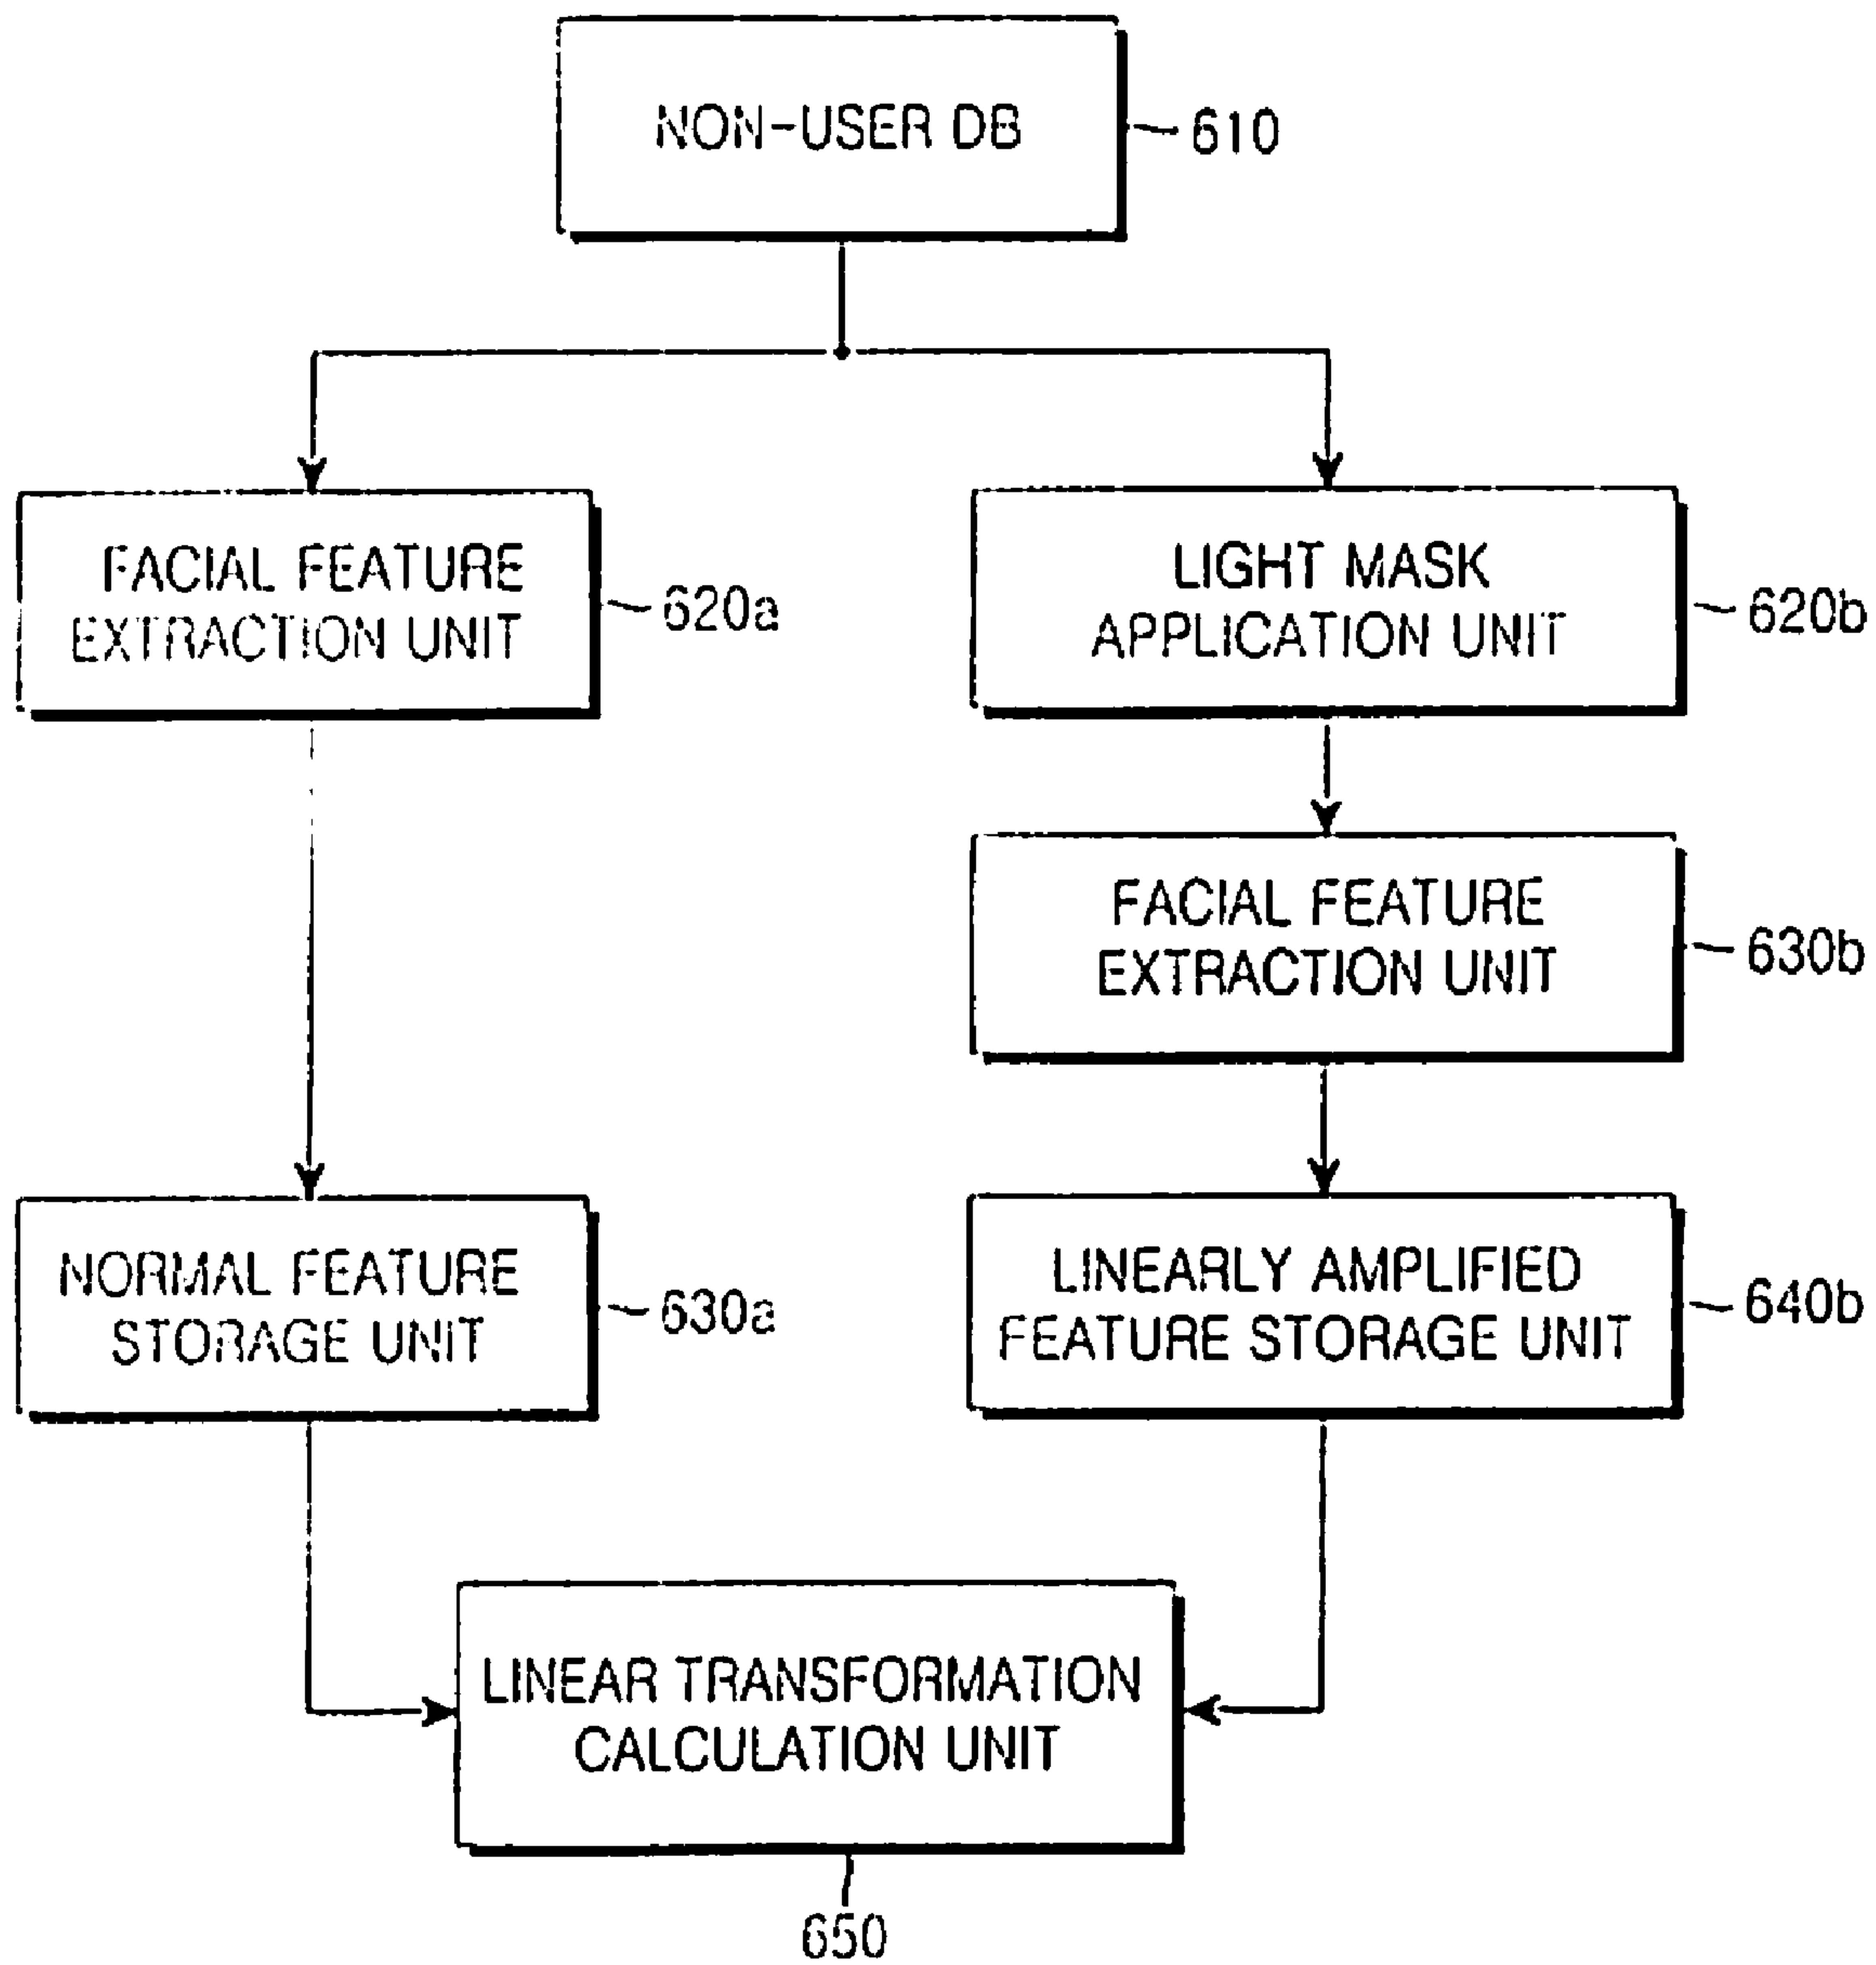 NON-USER DB
610
FACIAL FEATURE
EXTRACTION UNIT
620a
LIGHT MASK
APPLICATION UNIT
620b
FACIAL FEATURE
EXTRACTION UNIT
630b
NORMAL FEATURE
STORAGE UNIT
630a
LINEARLY AMPLIFIED
FEATURE STORAGE UNIT
640b
LINEAR TRANSFORMATION
CALCULATION UNIT
650